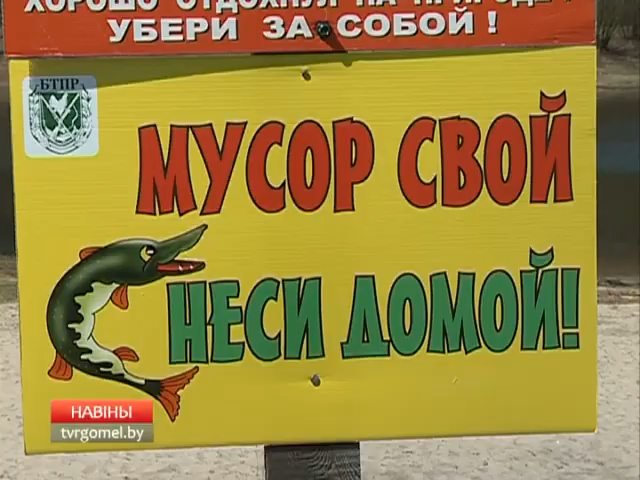 ХОРОШО ОТДОХНУЛ НА ПРИРОДЕ -
УБЕРИ ЗА СОБОЙ!
БТПР
МУСОР СВОЙ
НЕСИ ДОМОЙ!
НАВІНЫ
tvrgomel.by